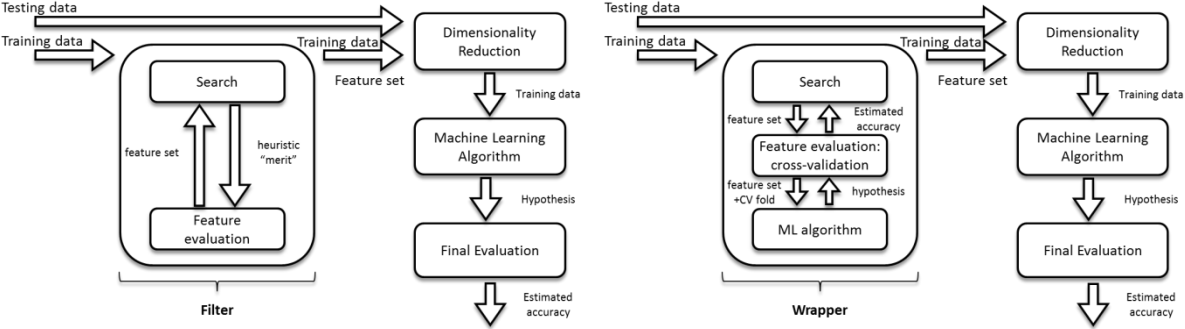 Testing data
Training data
Search
feature set
heuristic
"merit"
Feature
evaluation
Filter
Training data
Feature set
Dimensionality
Reduction
Training data
Machine Learning
Algorithm
Hypothesis
Final Evaluation
Estimated
accuracy
Testing data
Training data
Search
feature set
Estimated
accuracy
Feature evaluation:
cross-validation
feature set
+CV fold
hypothesis
ML algorithm
Wrapper
Training data
Feature set
Dimensionality
Reduction
Training data
Machine Learning
Algorithm
Hypothesis
Final Evaluation
Estimated
accuracy